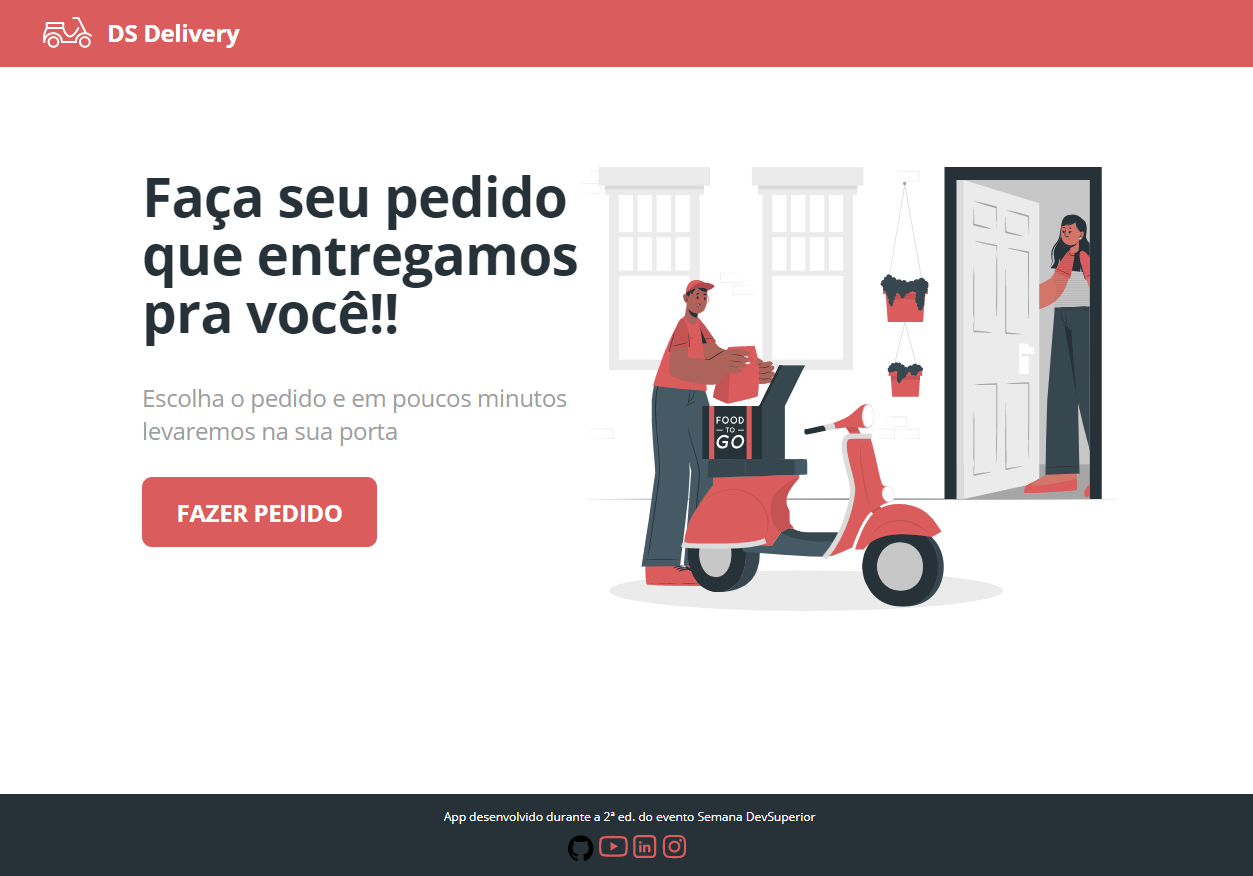 DS Delivery
Faça seu pedido
que entregamos
pra você!!
Escolha o pedido e em poucos minutos
levaremos na sua porta
FAZER PEDIDO
FOOD
TO
GO
App desenvolvido durante a 2ª ed. do evento Semana DevSuperior
in